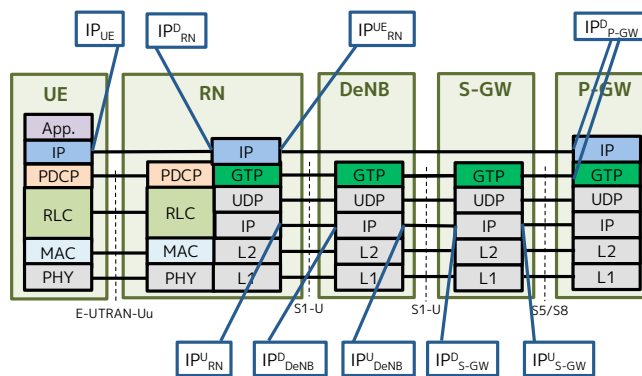 IP_UE
IP^D_RN
IP^UE_RN
IP^D_P-GW
UE
RN
DeNB
S-GW
P-GW
App.
IP
IP
IP
PDCP
PDCP
GTP
GTP
GTP
GTP
RLC
RLC
UDP
UDP
UDP
UDP
IP
IP
IP
IP
MAC
MAC
L2
L2
L2
L2
PHY
PHY
L1
L1
L1
L1
E-UTRAN-Uu
S1-U
S1-U
S5/S8
IP^U_RN
IP^D_DeNB
IP^U_DeNB
IP^D_S-GW
IP^U_S-GW